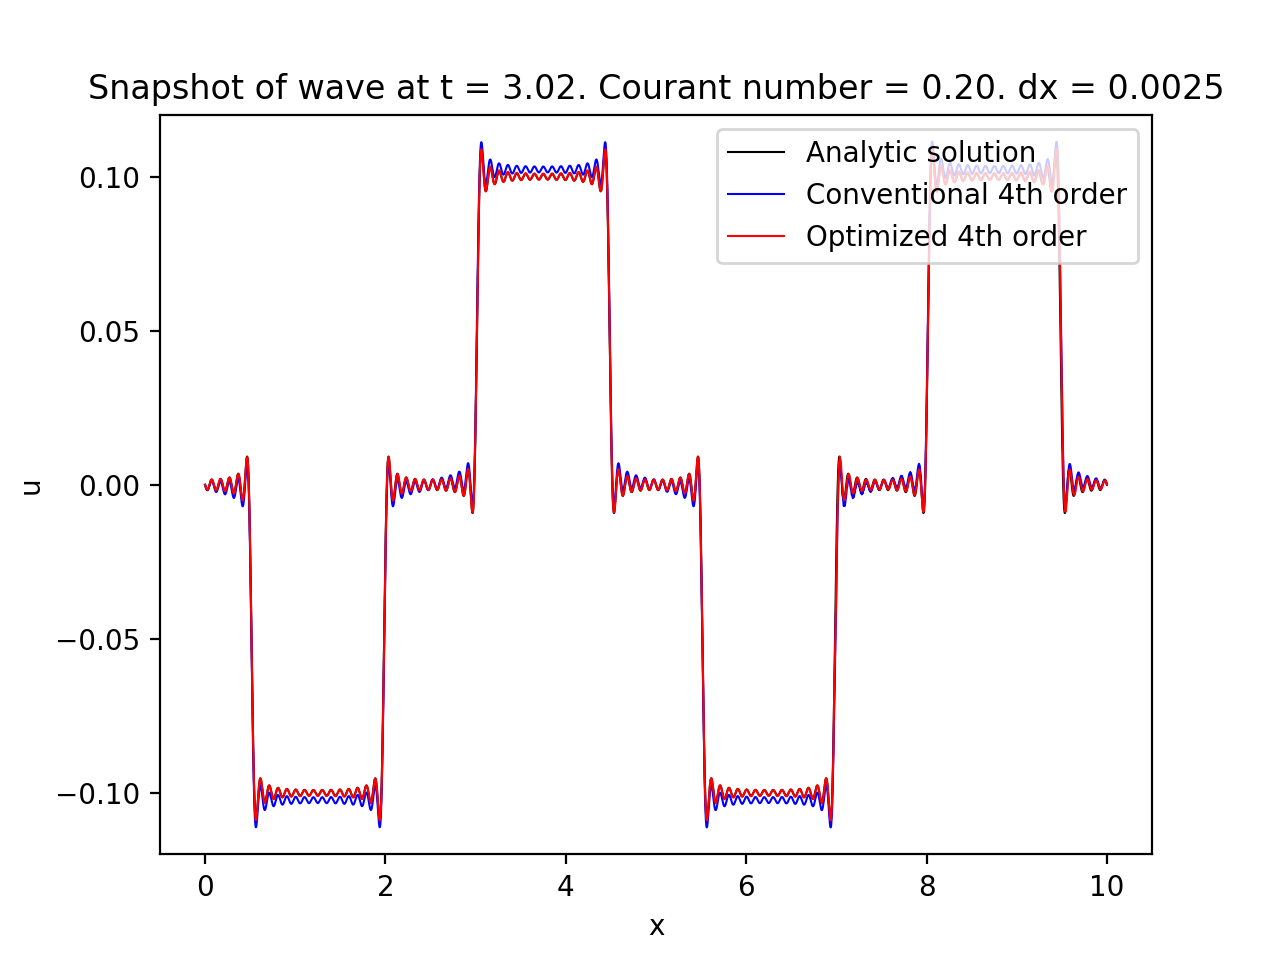 Snapshot of wave at t = 3.02. Courant number = 0.20. dx = 0.0025
Analytic solution
Conventional 4th order
Optimized 4th order
0.10
0.05
0.00
−0.05
−0.10
u
0 2 4 6 8 10
x